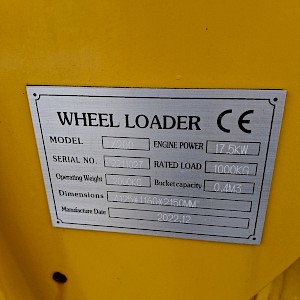 WHEEL LOADER CE
MODEL ENGINE POWER 17.5KW
SERIAL NO. RATED LOAD 1000KG
Operating Weight Bucket capacity 0.4M3
Dimensions
Manufacture Date 2022.12